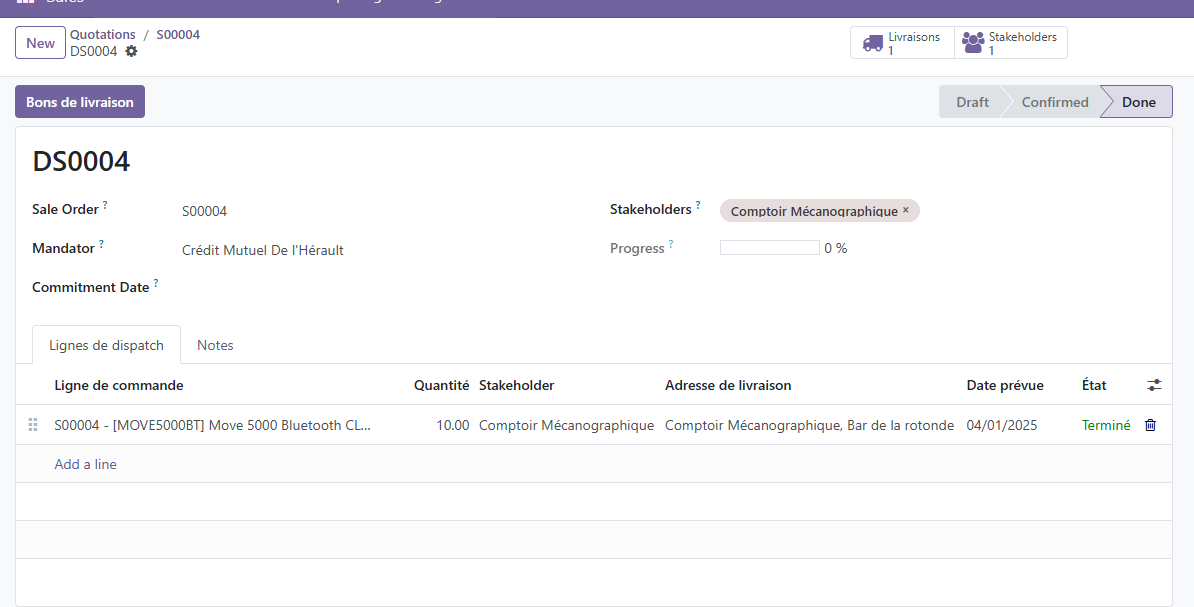 New
Quotations / S00004
DS0004
Livraisons
1
Stakeholders
1
Bons de livraison
Draft
Confirmed
Done
DS0004
Sale Order ?
S00004
Stakeholders ?
Comptoir Mécanographique ×
Mandator ?
Crédit Mutuel De l'Hérault
Progress ?
0 %
Commitment Date ?
Lignes de dispatch
Notes
Ligne de commande Quantité Stakeholder Adresse de livraison Date prévue État
S00004 - [MOVE5000BT] Move 5000 Bluetooth CL... 10.00 Comptoir Mécanographique Comptoir Mécanographique, Bar de la rotonde 04/01/2025 Terminé
Add a line